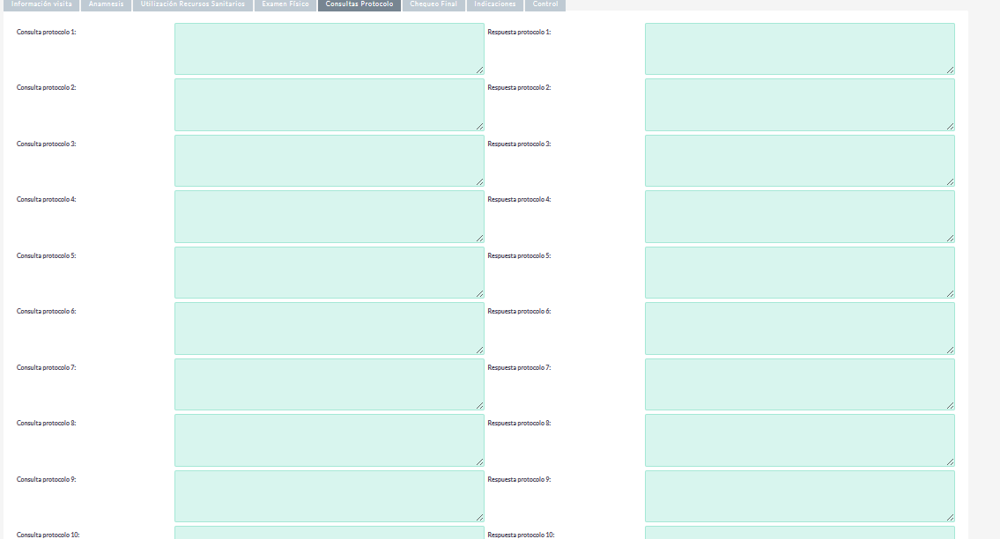 Información visita Anamnesis Utilización Recursos Sanitarios Examen Físico Consultas Protocolo Chequeo Final Indicaciones Control
Consulta protocolo 1: Respuesta protocolo 1:
Consulta protocolo 2: Respuesta protocolo 2:
Consulta protocolo 3: Respuesta protocolo 3:
Consulta protocolo 4: Respuesta protocolo 4:
Consulta protocolo 5: Respuesta protocolo 5:
Consulta protocolo 6: Respuesta protocolo 6:
Consulta protocolo 7: Respuesta protocolo 7:
Consulta protocolo 8: Respuesta protocolo 8:
Consulta protocolo 9: Respuesta protocolo 9:
Consulta protocolo 10: Respuesta protocolo 10: